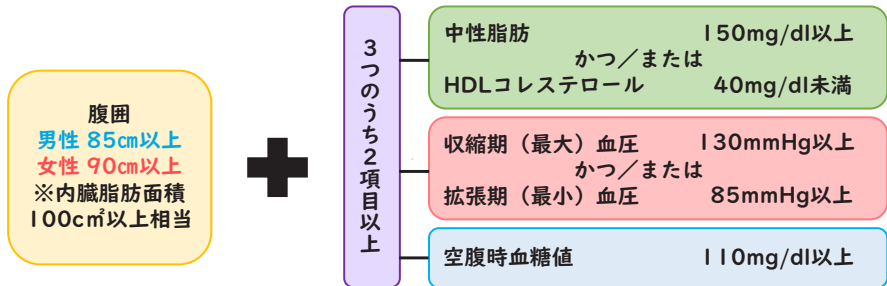 腹囲
男性 85㎝以上
女性 90㎝以上
※内臓脂肪面積
100c㎡以上相当
3つのうち2項目以上
中性脂肪 150mg/dl以上
かつ／または
HDLコレステロール 40mg/dl未満
収縮期（最大）血圧 130mmHg以上
かつ／または
拡張期（最小）血圧 85mmHg以上
空腹時血糖値 110mg/dl以上